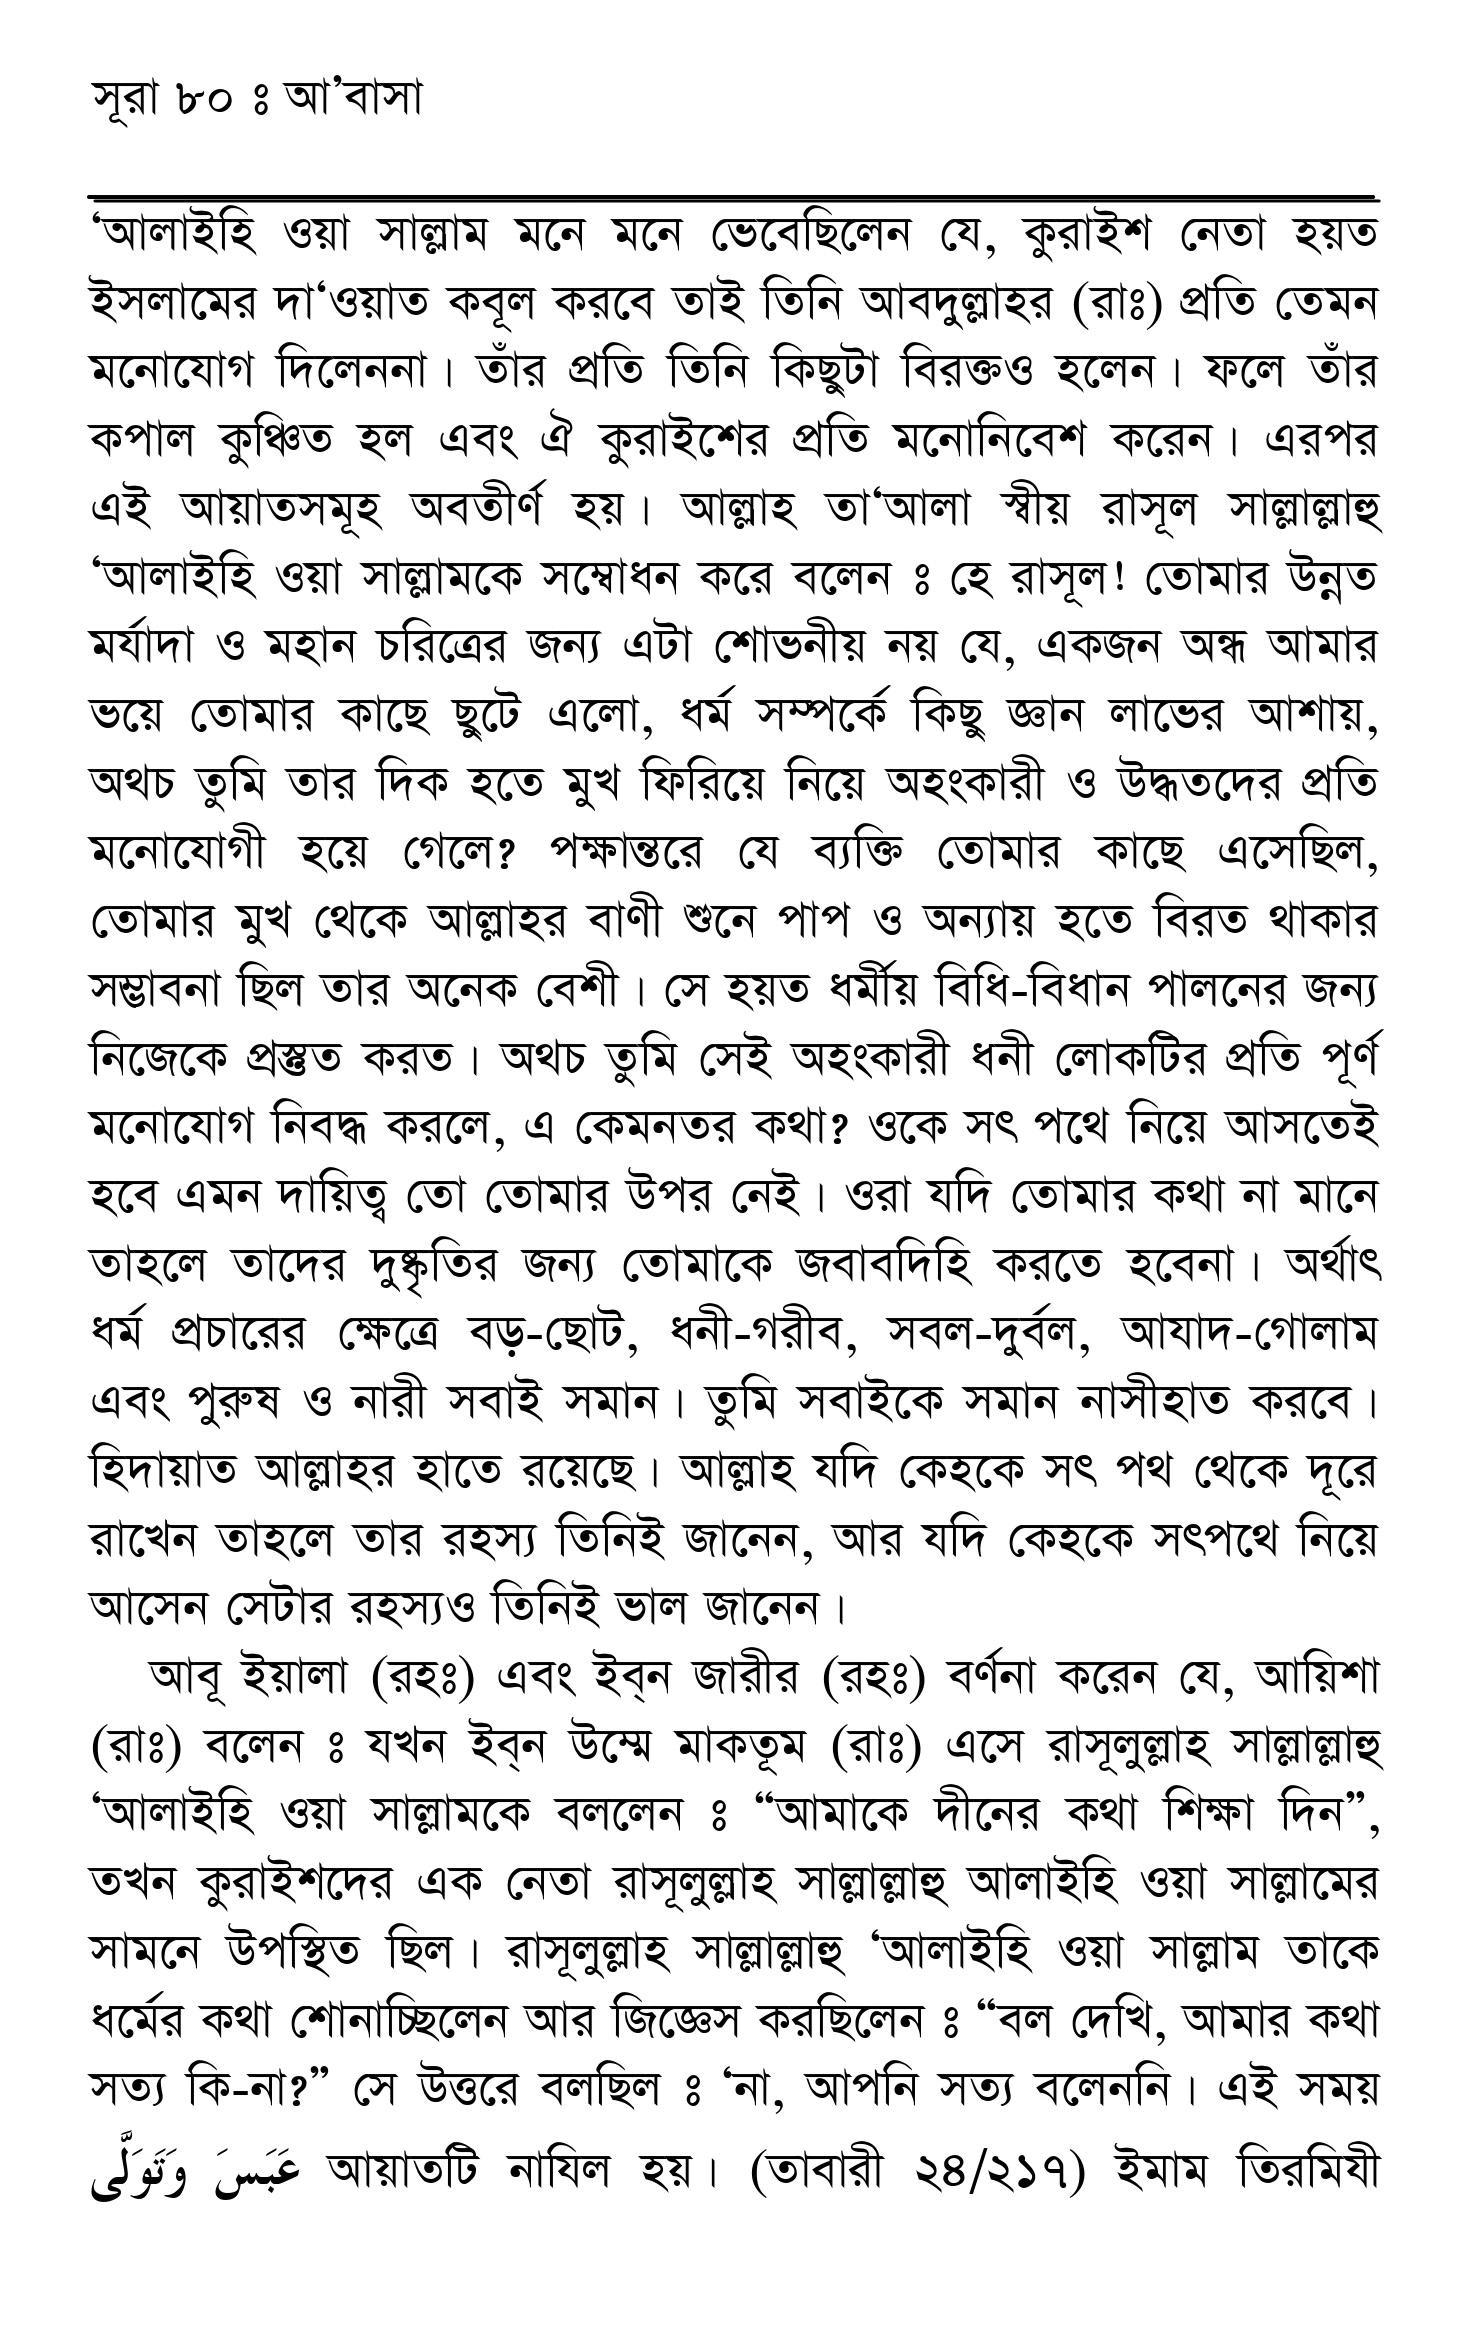 সূরা ৮০ ঃ আ’বাসা
‘আলাইহি ওয়া সাল্লাম মনে মনে ভেবেছিলেন যে, কুরাইশ নেতা হয়ত
ইসলামের দা‘ওয়াত কবূল করবে তাই তিনি আবদুল্লাহর (রাঃ) প্রতি তেমন
মনোযোগ দিলেননা। তাঁর প্রতি তিনি কিছুটা বিরক্তও হলেন। ফলে তাঁর
কপাল কুঞ্চিত হল এবং ঐ কুরাইশের প্রতি মনোনিবেশ করেন। এরপর
এই আয়াতসমূহ অবতীর্ণ হয়। আল্লাহ তা‘আলা স্বীয় রাসূল সাল্লাল্লাহু
‘আলাইহি ওয়া সাল্লামকে সম্বোধন করে বলেন ঃ হে রাসূল! তোমার উন্নত
মর্যাদা ও মহান চরিত্রের জন্য এটা শোভনীয় নয় যে, একজন অন্ধ আমার
ভয়ে তোমার কাছে ছুটে এলো, ধর্ম সম্পর্কে কিছু জ্ঞান লাভের আশায়,
অথচ তুমি তার দিক হতে মুখ ফিরিয়ে নিয়ে অহংকারী ও উদ্ধতদের প্রতি
মনোযোগী হয়ে গেলে? পক্ষান্তরে যে ব্যক্তি তোমার কাছে এসেছিল,
তোমার মুখ থেকে আল্লাহর বাণী শুনে পাপ ও অন্যায় হতে বিরত থাকার
সম্ভাবনা ছিল তার অনেক বেশী। সে হয়ত ধর্মীয় বিধি-বিধান পালনের জন্য
নিজেকে প্রস্তুত করত। অথচ তুমি সেই অহংকারী ধনী লোকটির প্রতি পূর্ণ
মনোযোগ নিবদ্ধ করলে, এ কেমনতর কথা? ওকে সৎ পথে নিয়ে আসতেই
হবে এমন দায়িত্ব তো তোমার উপর নেই। ওরা যদি তোমার কথা না মানে
তাহলে তাদের দুষ্কৃতির জন্য তোমাকে জবাবদিহি করতে হবেনা। অর্থাৎ
ধর্ম প্রচারের ক্ষেত্রে বড়-ছোট, ধনী-গরীব, সবল-দুর্বল, আযাদ-গোলাম
এবং পুরুষ ও নারী সবাই সমান। তুমি সবাইকে সমান নাসীহাত করবে।
হিদায়াত আল্লাহর হাতে রয়েছে। আল্লাহ যদি কেহকে সৎ পথ থেকে দূরে
রাখেন তাহলে তার রহস্য তিনিই জানেন, আর যদি কেহকে সৎপথে নিয়ে
আসেন সেটার রহস্যও তিনিই ভাল জানেন।
আবূ ইয়ালা (রহঃ) এবং ইব্‌ন জারীর (রহঃ) বর্ণনা করেন যে, আয়িশা
(রাঃ) বলেন ঃ যখন ইব্‌ন উম্মে মাকতূম (রাঃ) এসে রাসূলুল্লাহ সাল্লাল্লাহু
‘আলাইহি ওয়া সাল্লামকে বললেন ঃ “আমাকে দীনের কথা শিক্ষা দিন”,
তখন কুরাইশদের এক নেতা রাসূলুল্লাহ সাল্লাল্লাহু আলাইহি ওয়া সাল্লামের
সামনে উপস্থিত ছিল। রাসূলুল্লাহ সাল্লাল্লাহু ‘আলাইহি ওয়া সাল্লাম তাকে
ধর্মের কথা শোনাচ্ছিলেন আর জিজ্ঞেস করছিলেন ঃ “বল দেখি, আমার কথা
সত্য কি-না?” সে উত্তরে বলছিল ঃ ‘না, আপনি সত্য বলেননি। এই সময়
عَبَسَ وَتَوَلَّى আয়াতটি নাযিল হয়। (তাবারী ২৪/২১৭) ইমাম তিরমিযী